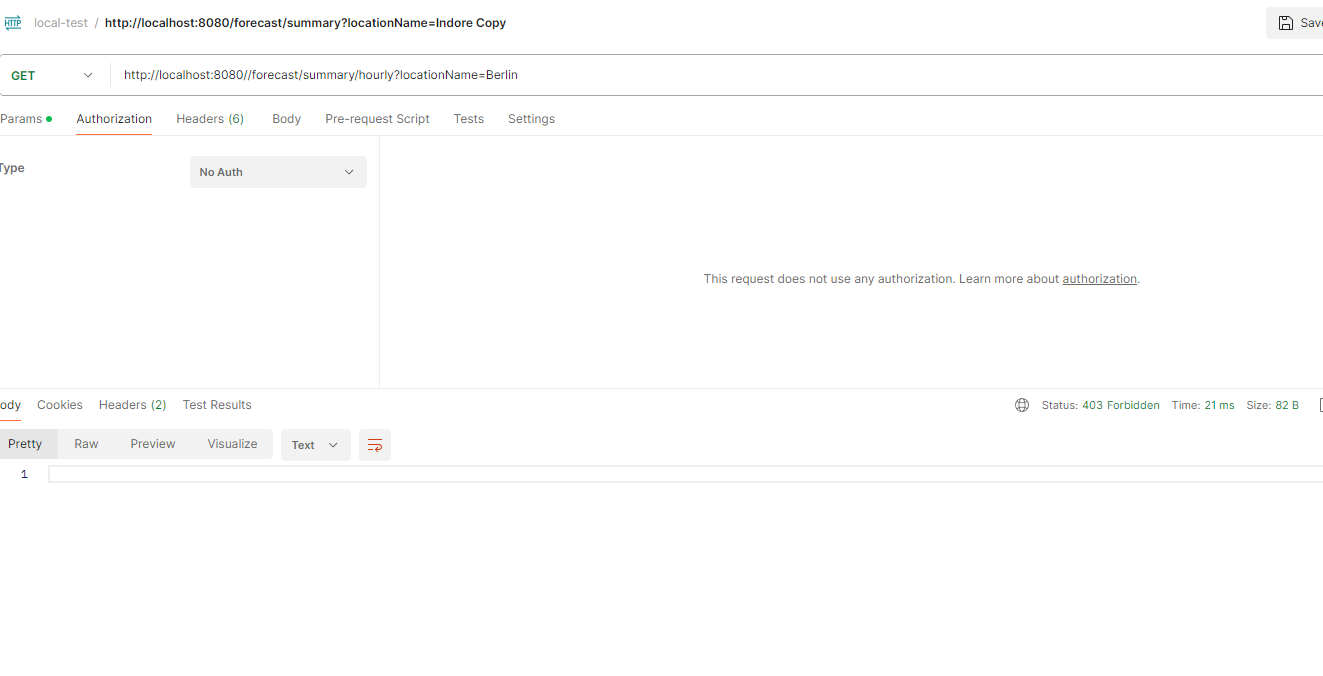 HTTP local-test / http://localhost:8080/forecast/summary?locationName=Indore Copy Save
GET http://localhost:8080//forecast/summary/hourly?locationName=Berlin
Params Authorization Headers (6) Body Pre-request Script Tests Settings
Type No Auth
This request does not use any authorization. Learn more about authorization.
ody Cookies Headers (2) Test Results Status: 403 Forbidden Time: 21 ms Size: 82 B
Pretty Raw Preview Visualize Text
1